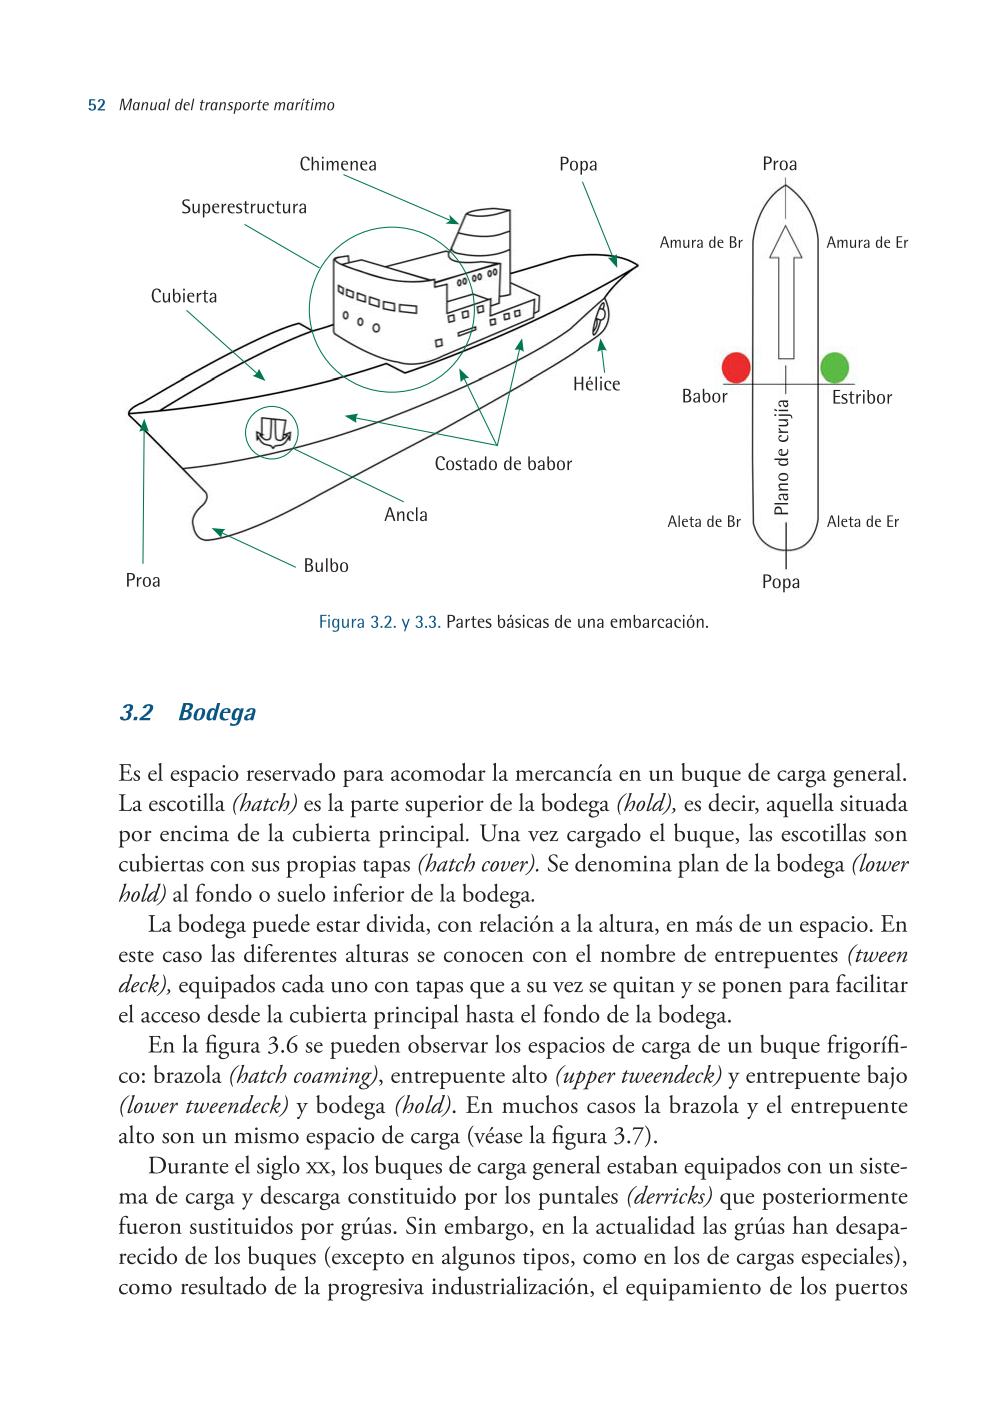 52 Manual del transporte marítimo
Chimenea
Popa
Proa
Superestructura
Amura de Br
Amura de Er
Cubierta
Hélice
Babor
Estribor
Plano de crujía
Costado de babor
Ancla
Aleta de Br
Aleta de Er
Bulbo
Proa
Popa
Figura 3.2. y 3.3. Partes básicas de una embarcación.
3.2 Bodega
Es el espacio reservado para acomodar la mercancía en un buque de carga general.
La escotilla (hatch) es la parte superior de la bodega (hold), es decir, aquella situada
por encima de la cubierta principal. Una vez cargado el buque, las escotillas son
cubiertas con sus propias tapas (hatch cover). Se denomina plan de la bodega (lower
hold) al fondo o suelo inferior de la bodega.
La bodega puede estar divida, con relación a la altura, en más de un espacio. En
este caso las diferentes alturas se conocen con el nombre de entrepuentes (tween
deck), equipados cada uno con tapas que a su vez se quitan y se ponen para facilitar
el acceso desde la cubierta principal hasta el fondo de la bodega.
En la figura 3.6 se pueden observar los espacios de carga de un buque frigorífi-
co: brazola (hatch coaming), entrepuente alto (upper tweendeck) y entrepuente bajo
(lower tweendeck) y bodega (hold). En muchos casos la brazola y el entrepuente
alto son un mismo espacio de carga (véase la figura 3.7).
Durante el siglo XX, los buques de carga general estaban equipados con un siste-
ma de carga y descarga constituido por los puntales (derricks) que posteriormente
fueron sustituidos por grúas. Sin embargo, en la actualidad las grúas han desapa-
recido de los buques (excepto en algunos tipos, como en los de cargas especiales),
como resultado de la progresiva industrialización, el equipamiento de los puertos